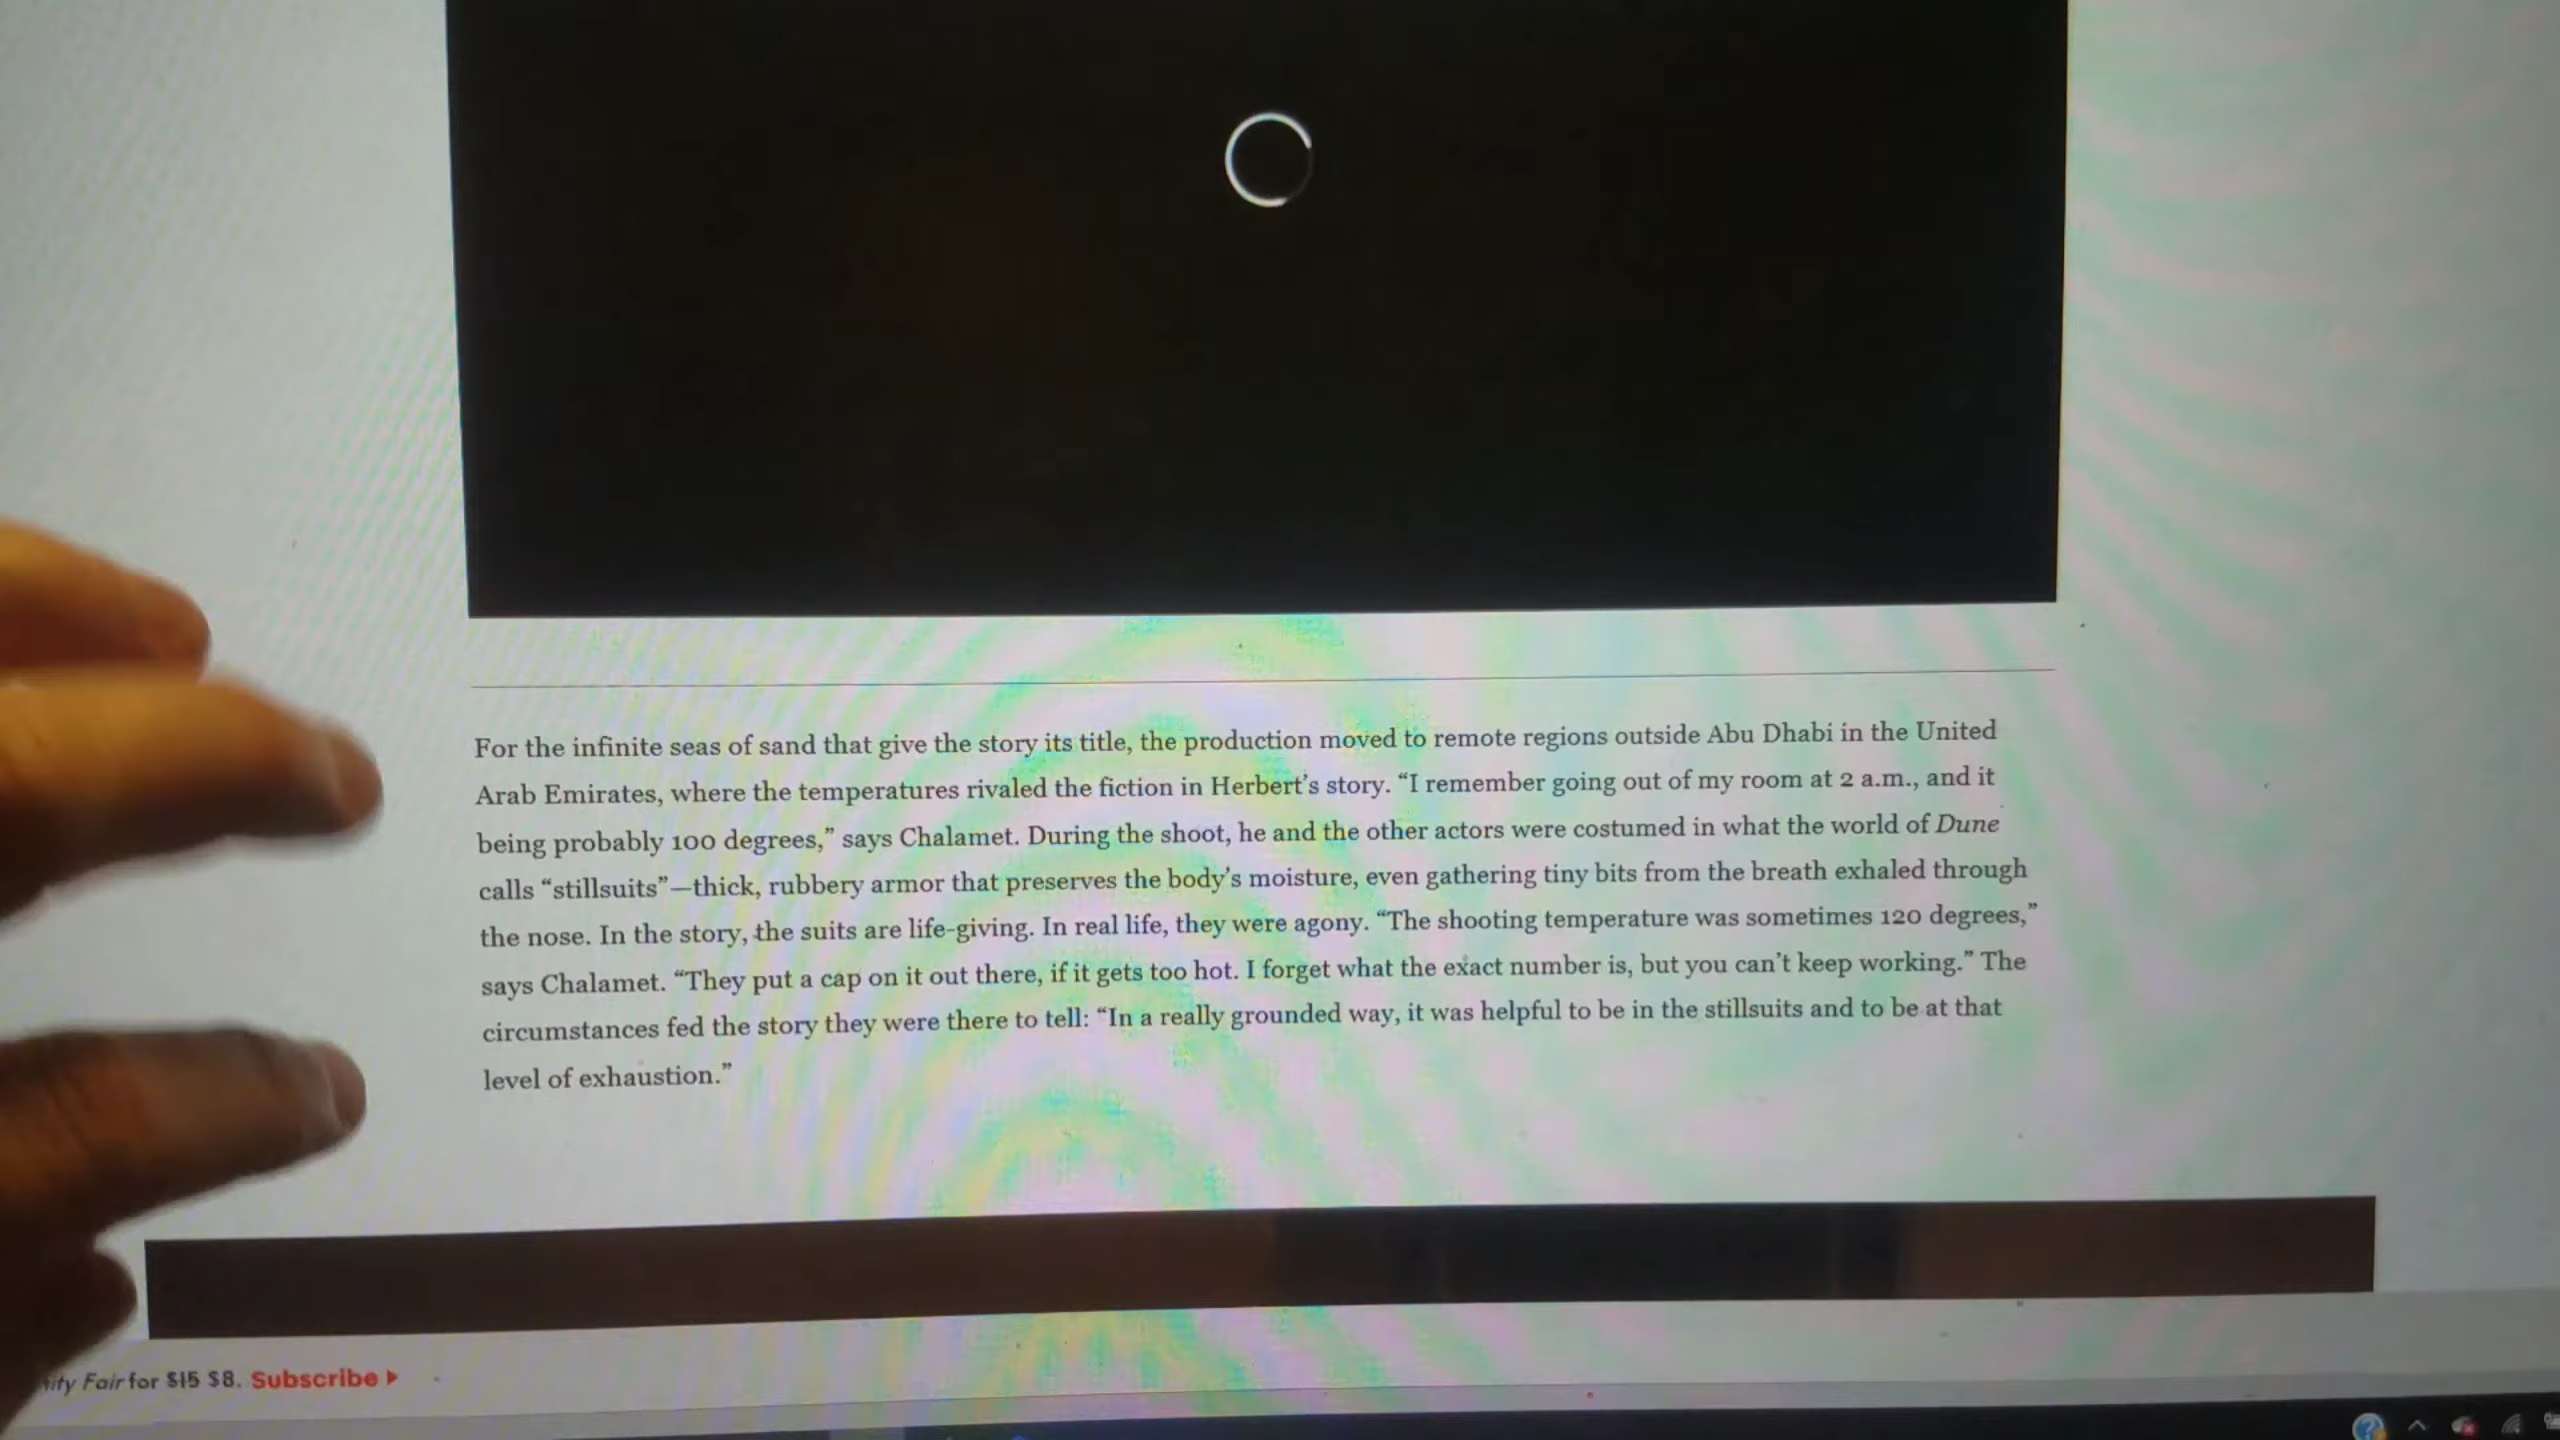 For the infinite seas of sand that give the story its title, the production moved to remote regions outside Abu Dhabi in the United
Arab Emirates, where the temperatures rivaled the fiction in Herbert’s story. “I remember going out of my room at 2 a.m., and it
being probably 100 degrees,” says Chalamet. During the shoot, he and the other actors were costumed in what the world of Dune
calls “stillsuits”—thick, rubbery armor that preserves the body’s moisture, even gathering tiny bits from the breath exhaled through
the nose. In the story, the suits are life-giving. In real life, they were agony. “The shooting temperature was sometimes 120 degrees,”
says Chalamet. “They put a cap on it out there, if it gets too hot. I forget what the exact number is, but you can’t keep working.” The
circumstances fed the story they were there to tell: “In a really grounded way, it was helpful to be in the stillsuits and to be at that
level of exhaustion.”
Fair for $15 $8. Subscribe